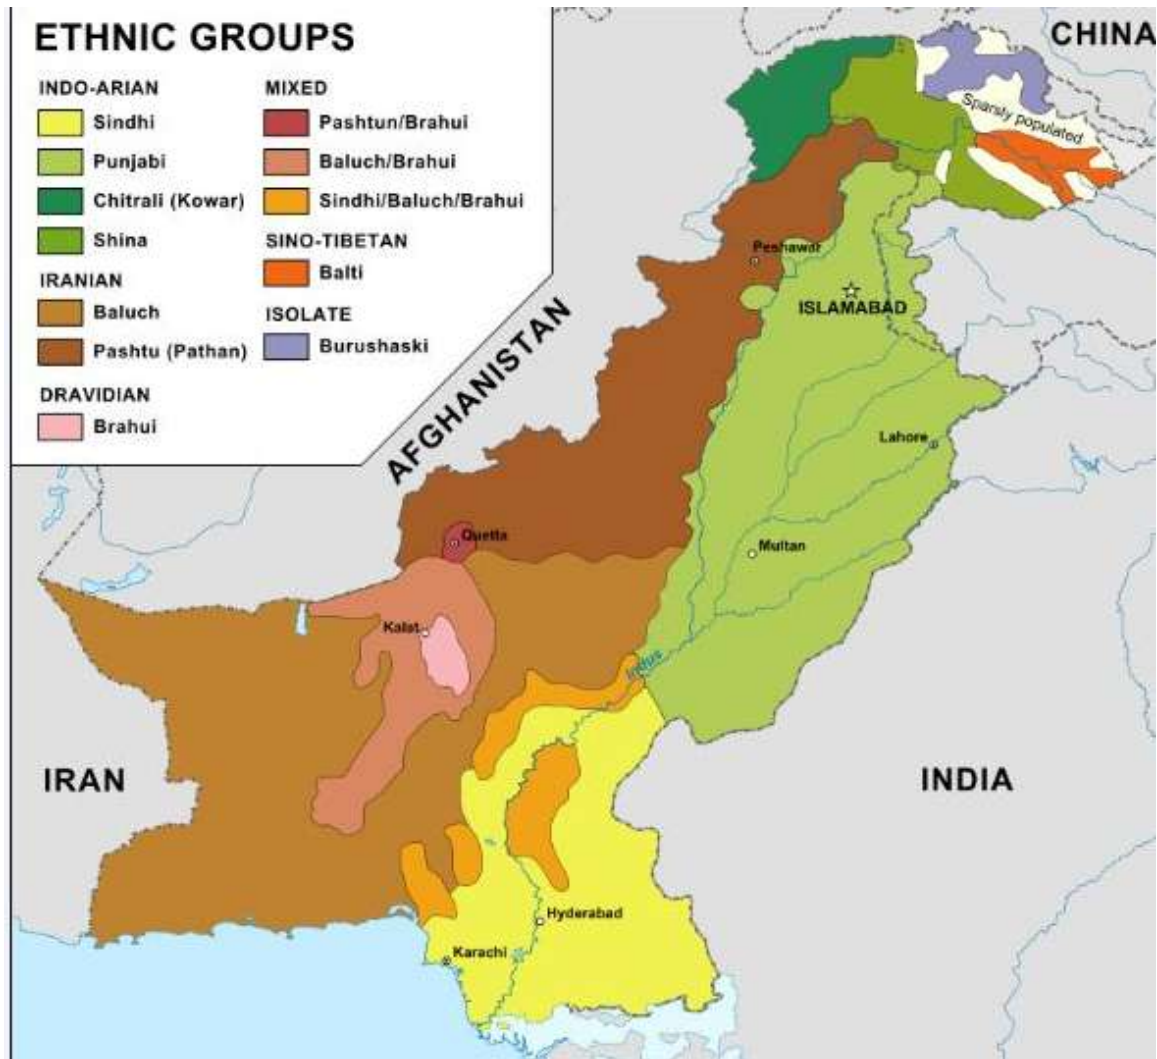 ETHNIC GROUPS
INDO-ARIAN
Sindhi
Punjabi
Chitrali (Kowar)
Shina
IRANIAN
Baluch
Pashtu (Pathan)
DRAVIDIAN
Brahui
MIXED
Pashtun/Brahui
Baluch/Brahui
Sindhi/Baluch/Brahui
SINO-TIBETAN
Balti
ISOLATE
Burushaski
CHINA
Sparsly populated
Peshawar
ISLAMABAD
AFGHANISTAN
Lahore
Quetta
Multan
Kalat
Indus
IRAN
INDIA
Hyderabad
Karachi